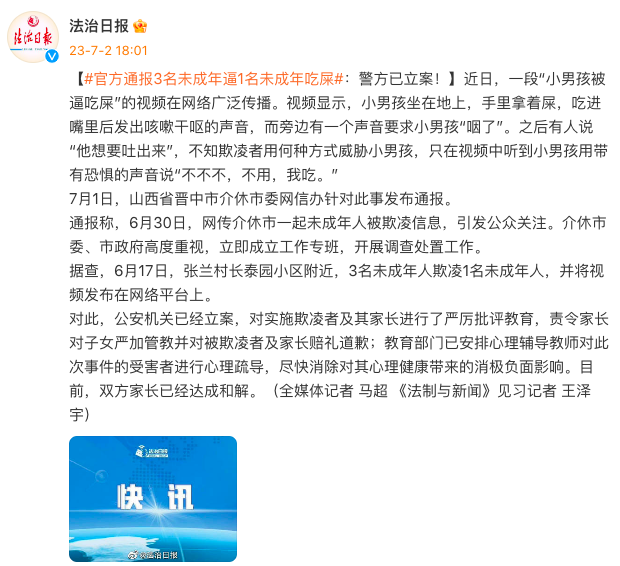 法治日报
法治日报
23-7-2 18:01
【#官方通报3名未成年逼1名未成年吃屎#：警方已立案！】近日，一段“小男孩被
逼吃屎”的视频在网络广泛传播。视频显示，小男孩坐在地上，手里拿着屎，吃进
嘴里后发出咳嗽干呕的声音，而旁边有一个声音要求小男孩“咽了”。之后有人说
“他想要吐出来”，不知欺凌者用何种方式威胁小男孩，只在视频中听到小男孩用带
有恐惧的声音说“不不不，不用，我吃。”
7月1日，山西省晋中市介休市委网信办针对此事发布通报。
通报称，6月30日，网传介休市一起未成年人被欺凌信息，引发公众关注。介休市
委、市政府高度重视，立即成立工作专班，开展调查处置工作。
据查，6月17日，张兰村长泰园小区附近，3名未成年人欺凌1名未成年人，并将视
频发布在网络平台上。
对此，公安机关已经立案，对实施欺凌者及其家长进行了严厉批评教育，责令家长
对子女严加管教并对被欺凌者及家长赔礼道歉；教育部门已安排心理辅导教师对此
次事件的受害者进行心理疏导，尽快消除对其心理健康带来的消极负面影响。目
前，双方家长已经达成和解。（全媒体记者 马超 《法制与新闻》见习记者 王泽
宇）
法治日报
快讯
@法治日报